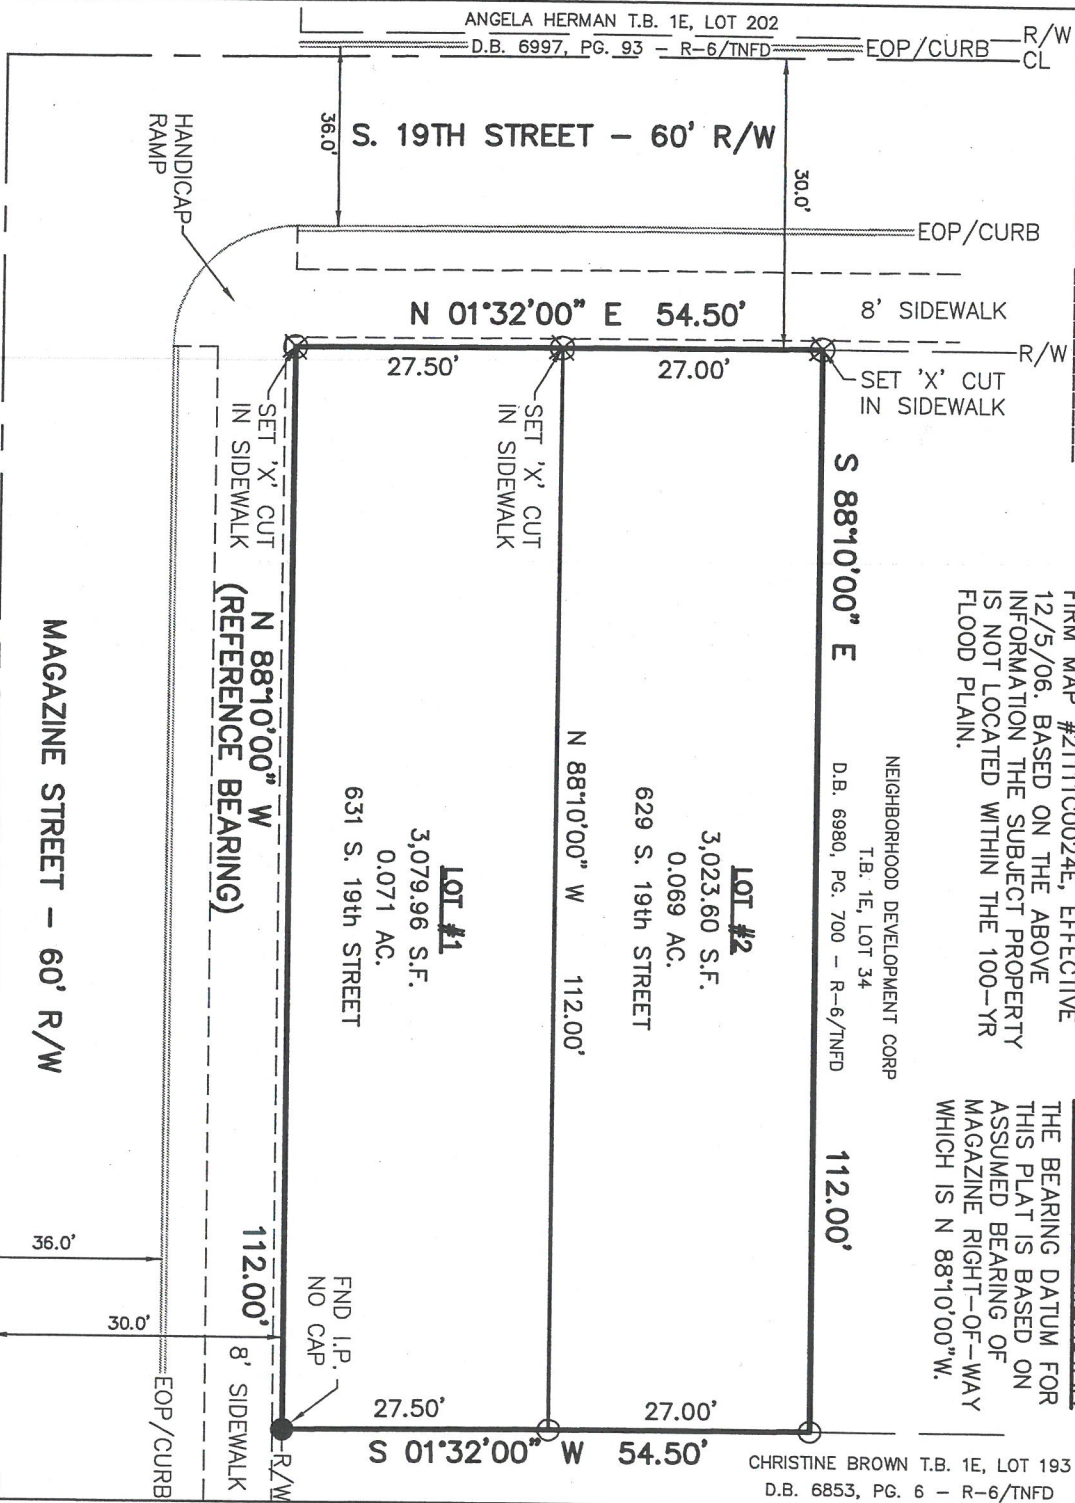 ANGELA HERMAN T.B. 1E, LOT 202
D.B. 6997, PG. 93 - R-6/TNFD
EOP/CURB
R/W
CL
S. 19TH STREET - 60' R/W
36.0'
30.0'
HANDICAP
RAMP
EOP/CURB
8' SIDEWALK
N 01°32'00" E 54.50'
R/W
27.50'
27.00'
SET 'X' CUT
IN SIDEWALK
SET 'X' CUT
IN SIDEWALK
SET 'X' CUT
IN SIDEWALK
S 88°10'00" E 112.00'
12/5/06. BASED ON THE ABOVE
INFORMATION THE SUBJECT PROPERTY
IS NOT LOCATED WITHIN THE 100-YR
FLOOD PLAIN.
THE BEARING DATUM FOR
THIS PLAT IS BASED ON
ASSUMED BEARING OF
MAGAZINE RIGHT-OF-WAY
WHICH IS N 88°10'00"W.
NEIGHBORHOOD DEVELOPMENT CORP
T.B. 1E, LOT 34
D.B. 6980, PG. 700 - R-6/TNFD
LOT #2
3,023.60 S.F.
0.069 AC.
629 S. 19th STREET
N 88°10'00" W 112.00'
LOT #1
3,079.96 S.F.
0.071 AC.
631 S. 19th STREET
N 88°10'00" W 112.00'
(REFERENCE BEARING)
MAGAZINE STREET - 60' R/W
FND I.P.
NO CAP
36.0'
30.0'
8' SIDEWALK
EOP/CURB
R/W
27.50'
27.00'
S 01°32'00" W 54.50'
CHRISTINE BROWN T.B. 1E, LOT 193
D.B. 6853, PG. 6 - R-6/TNFD